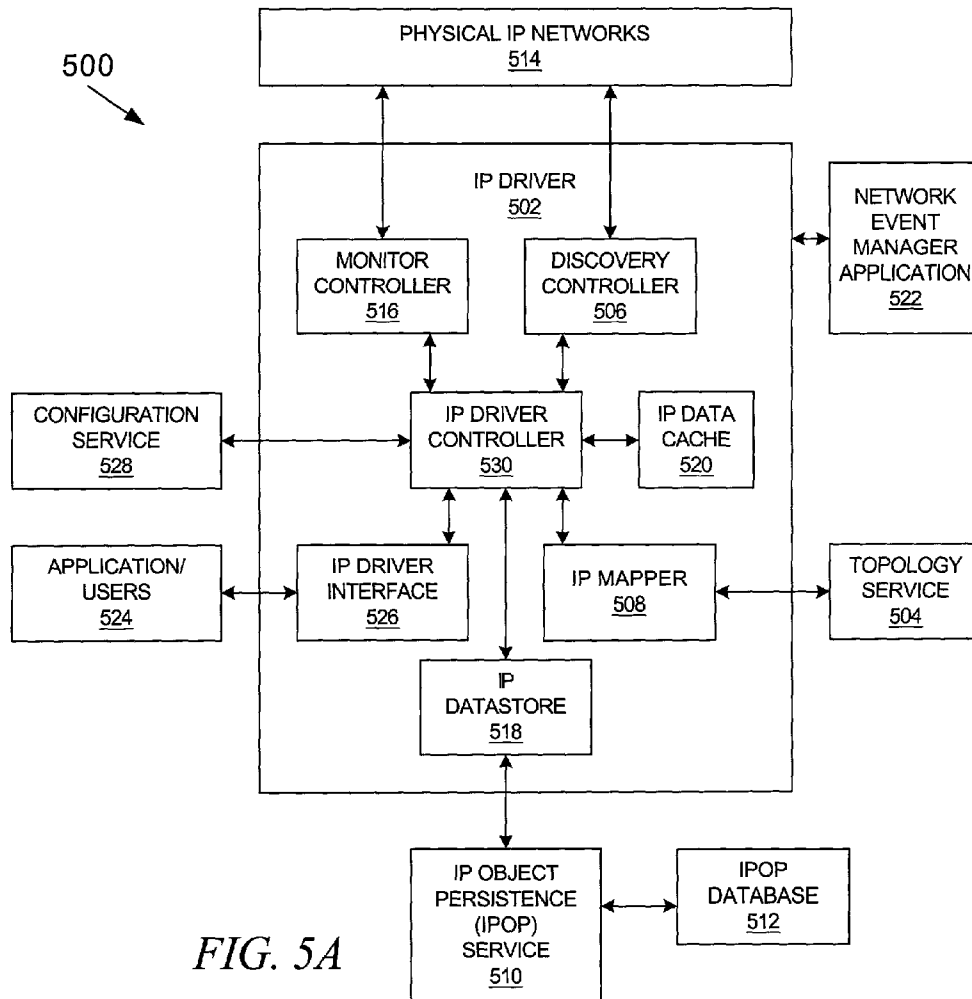 PHYSICAL IP NETWORKS
514
500
IP DRIVER
502
NETWORK
EVENT
MANAGER
APPLICATION
522
MONITOR
CONTROLLER
516
DISCOVERY
CONTROLLER
506
CONFIGURATION
SERVICE
528
IP DRIVER
CONTROLLER
530
IP DATA
CACHE
520
APPLICATION/
USERS
524
IP DRIVER
INTERFACE
526
IP MAPPER
508
TOPOLOGY
SERVICE
504
IP
DATASTORE
518
IP OBJECT
PERSISTENCE
(IPOP)
SERVICE
510
IPOP
DATABASE
512
FIG. 5A